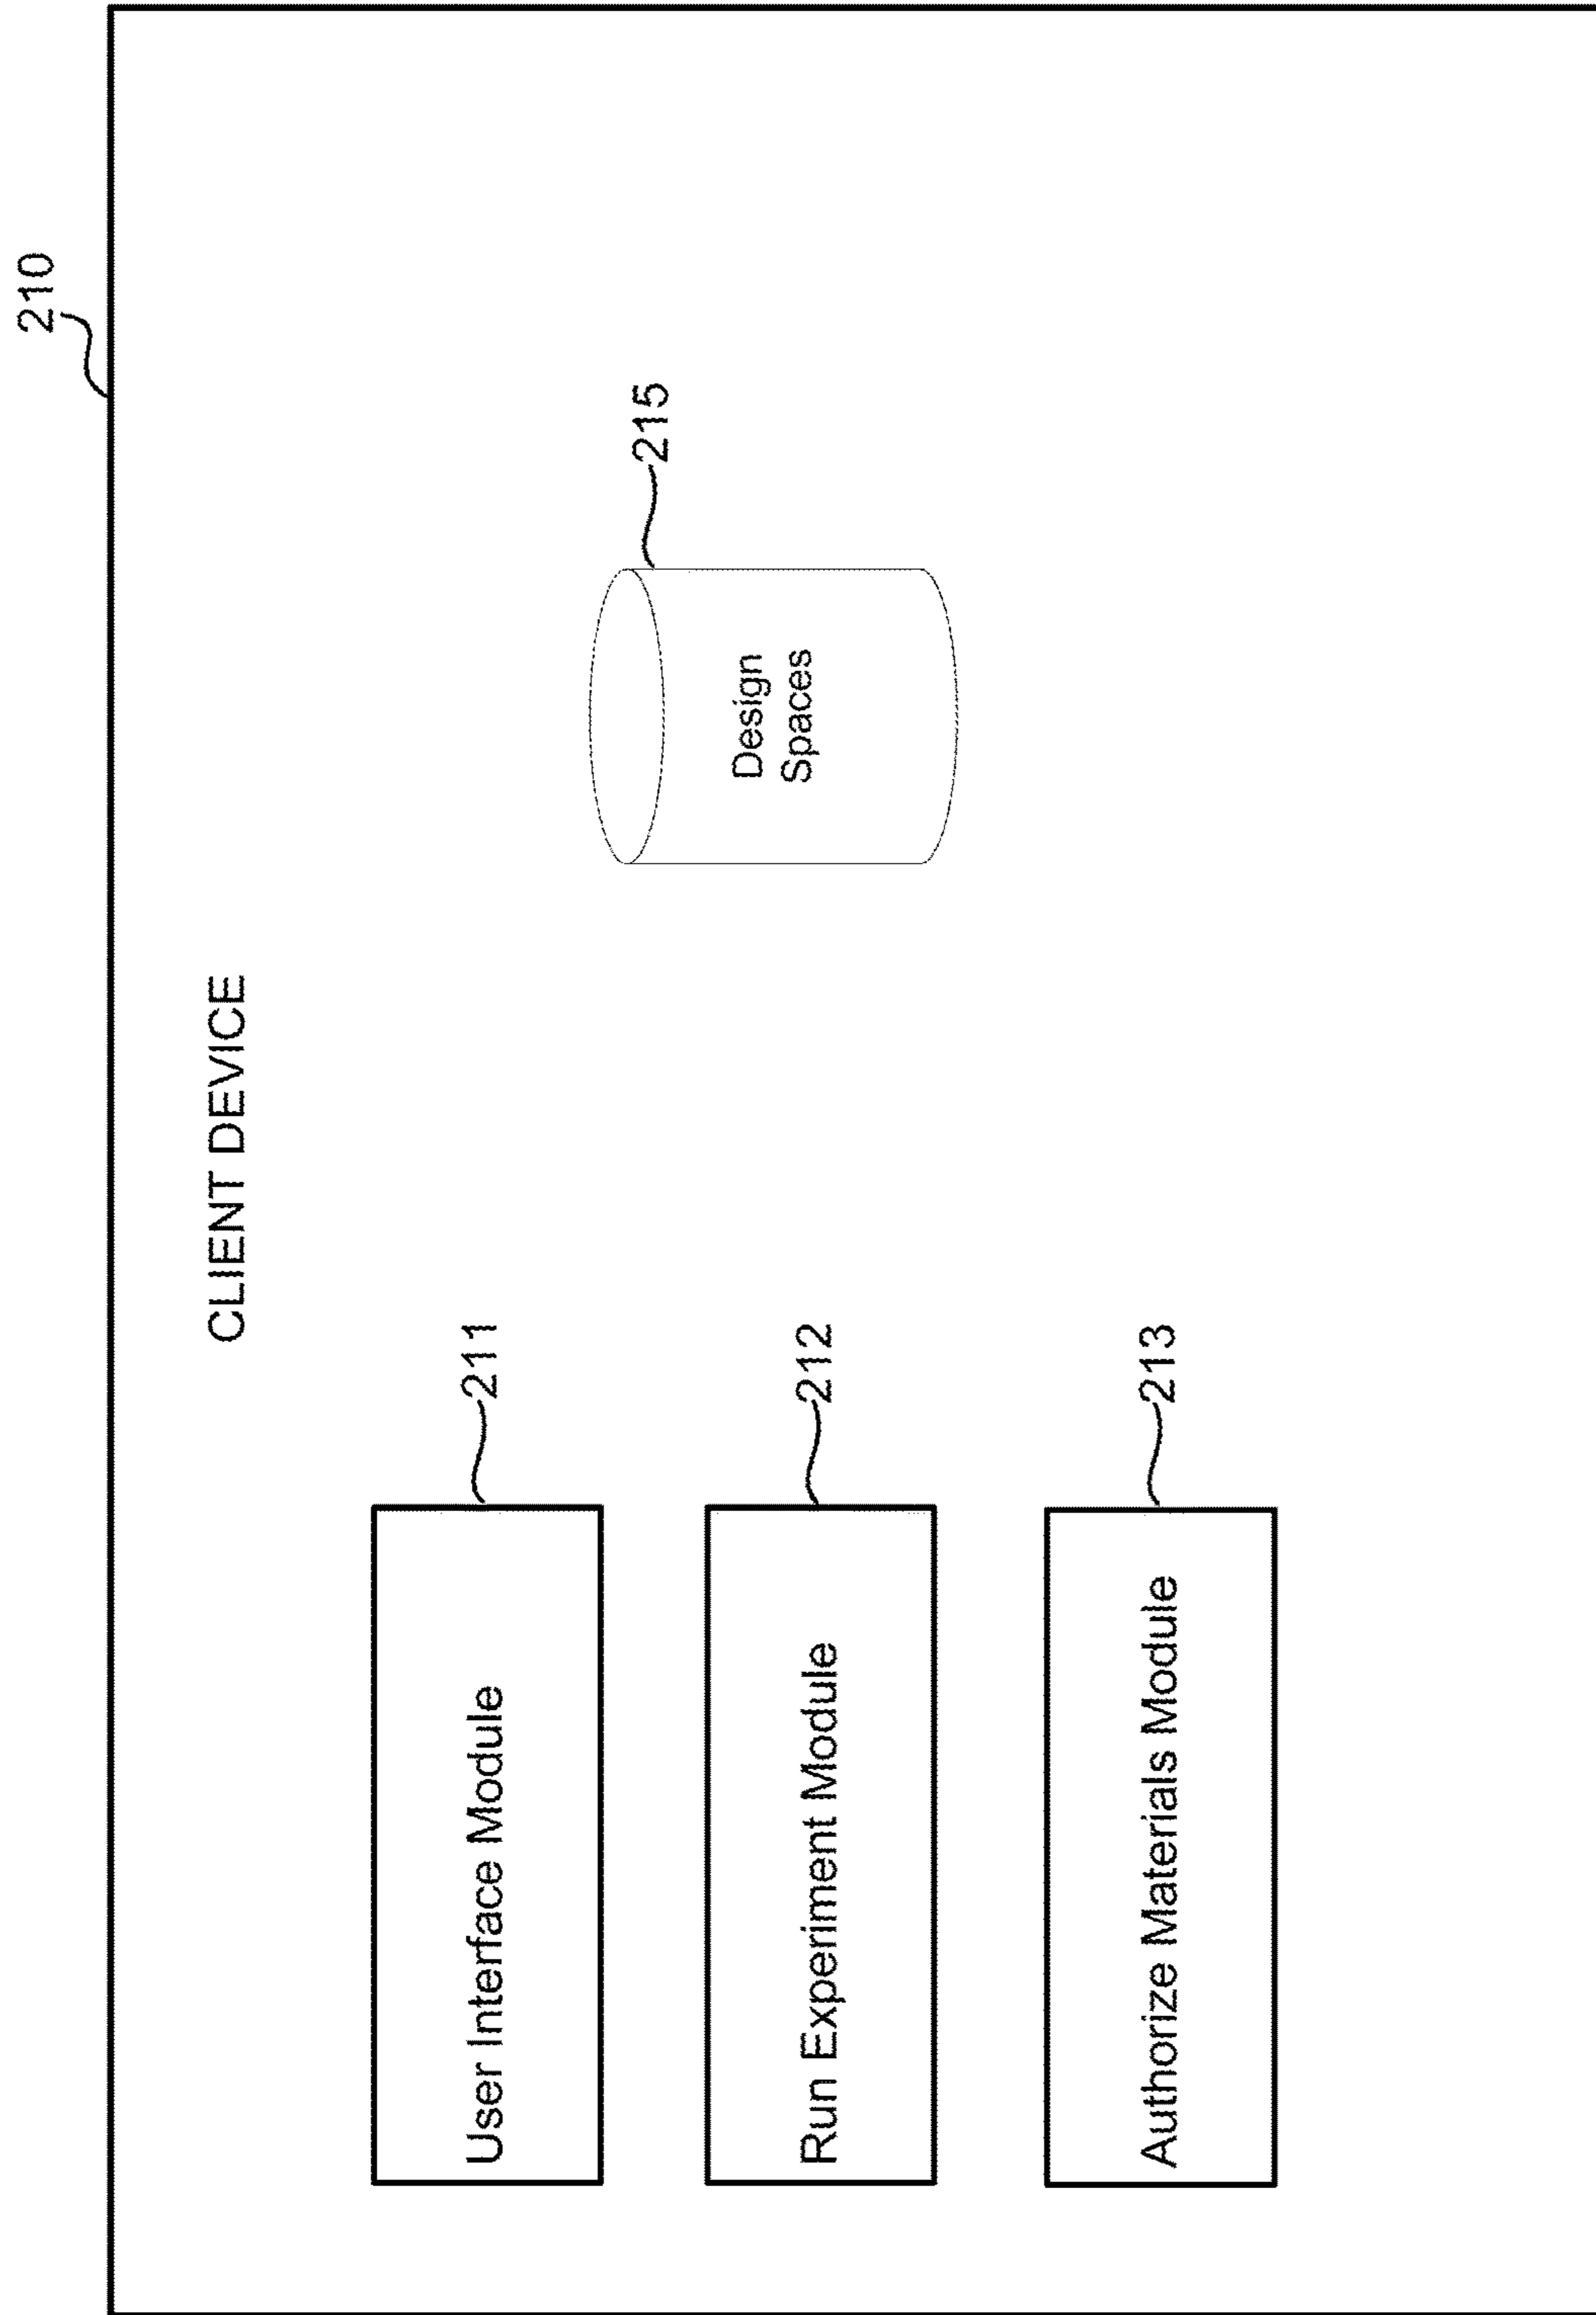 210
CLIENT DEVICE
User Interface Module
211
Run Experiment Module
212
Authorize Materials Module
213
215
Design
Spaces